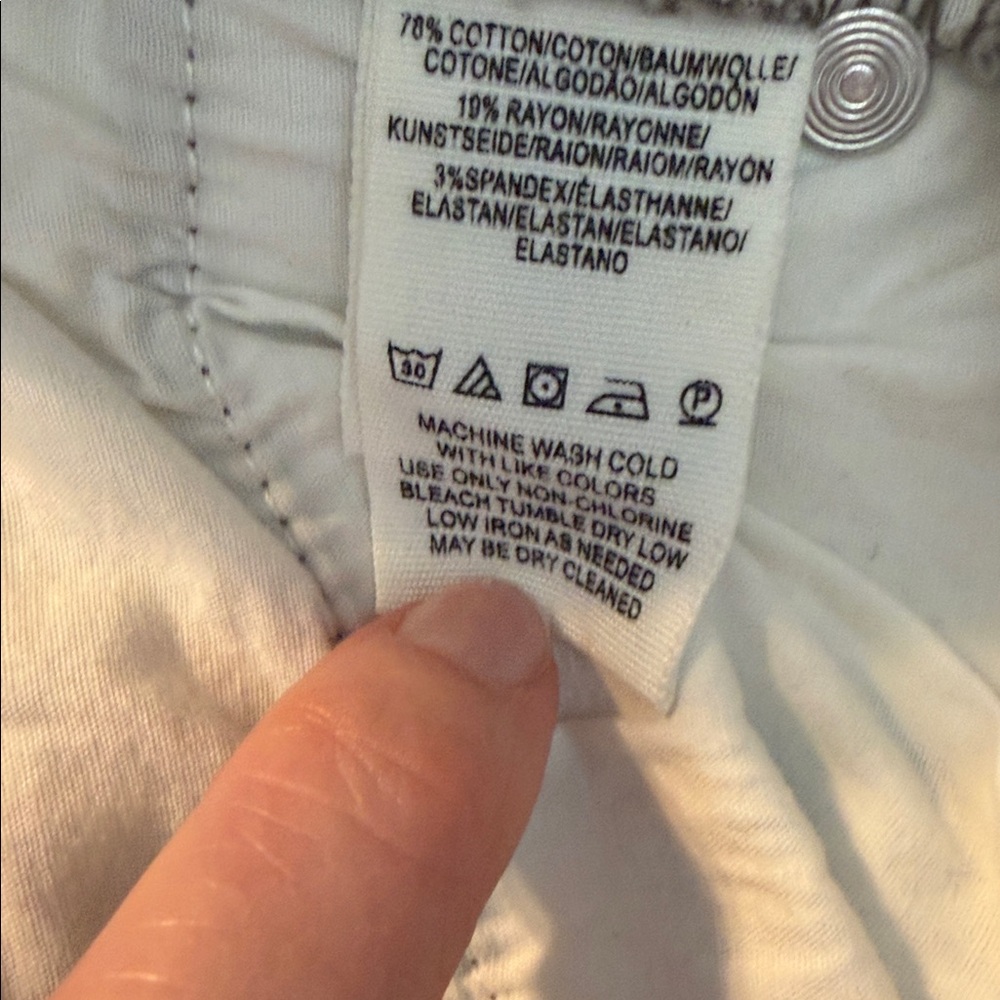 78% COTTON/COTON/BAUMWOLLE/
COTONE/ALGODÃO/ALGODÓN
19% RAYON/RAYONNE/
KUNSTSEIDE/RAION/RAIOM/RAYÓN
3%SPANDEX/ÉLASTHANNE/
ELASTAN/ELASTAN/ELASTANO/
ELASTANO
30 P
MACHINE WASH COLD
WITH LIKE COLORS
USE ONLY NON-CHLORINE
BLEACH TUMBLE DRY LOW
LOW IRON AS NEEDED
MAY BE DRY CLEANED